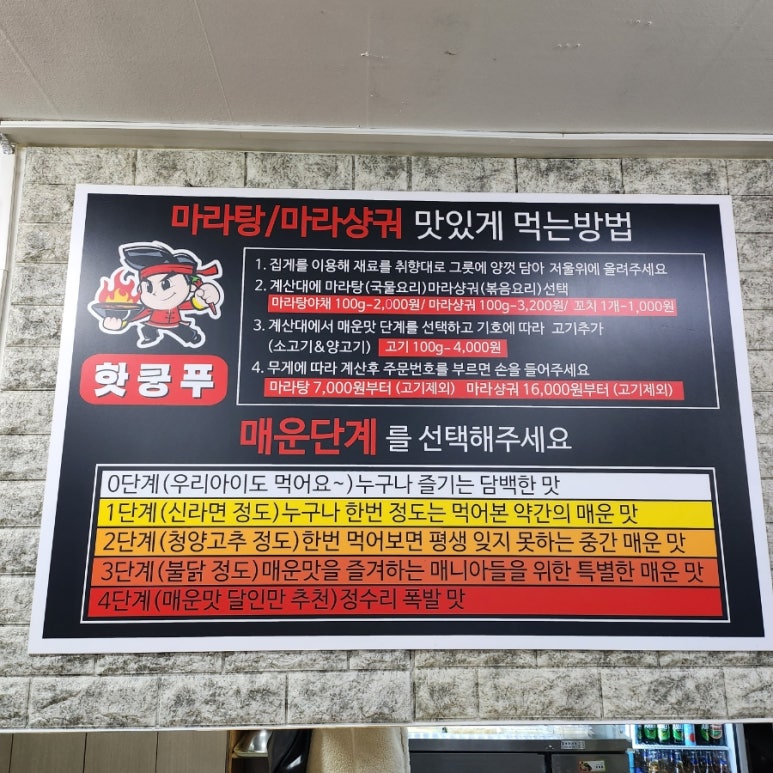 마라탕/마라샹궈 맛있게 먹는방법
1. 집게를 이용해 재료를 취향대로 그릇에 양껏 담아 저울위에 올려주세요
2. 계산대에 마라탕(국물요리)마라샹궈(볶음요리)선택
마라탕야채 100g-2,000원/ 마라샹궈 100g-3,200원/ 꼬치 1개-1,000원
3. 계산대에서 매운맛 단계를 선택하고 기호에 따라 고기추가
(소고기&양고기) 고기 100g- 4,000원
4. 무게에 따라 계산후 주문번호를 부르면 손을 들어주세요
마라탕 7,000원부터 (고기제외) 마라샹궈 16,000원부터 (고기제외)
핫쿵푸
매운단계 를 선택해주세요
0단계(우리아이도 먹어요~)누구나 즐기는 담백한 맛
1단계(신라면 정도)누구나 한번 정도는 먹어본 약간의 매운 맛
2단계(청양고추 정도)한번 먹어보면 평생 잊지 못하는 중간 매운 맛
3단계(불닭 정도)매운맛을 즐겨하는 매니아들을 위한 특별한 매운 맛
4단계(매운맛 달인만 추천)정수리 폭발 맛